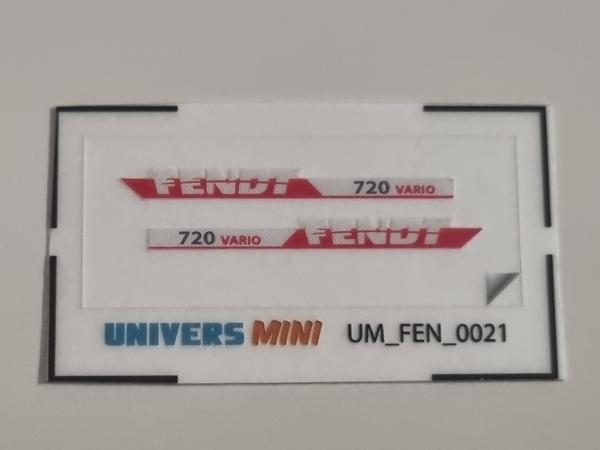 FENDT 720 VARIO
720 VARIO FENDT
UNIVERS MINI UM_FEN_0021